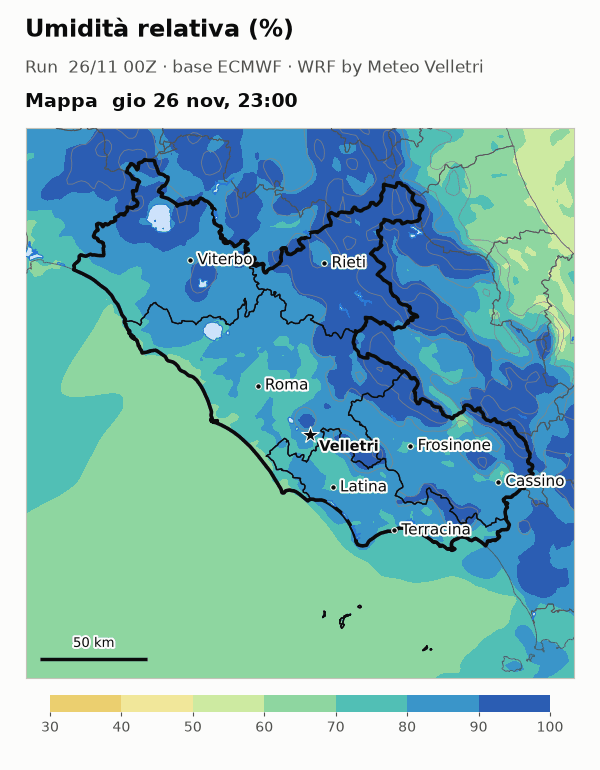 Umidità relativa (%)
Run  26/11 00Z · base ECMWF · WRF by Meteo Velletri
Mappa  gio 26 nov, 23:00
Viterbo
Rieti
Roma
Velletri
Frosinone
Cassino
Latina
Terracina
50 km
30 40 50 60 70 80 90 100